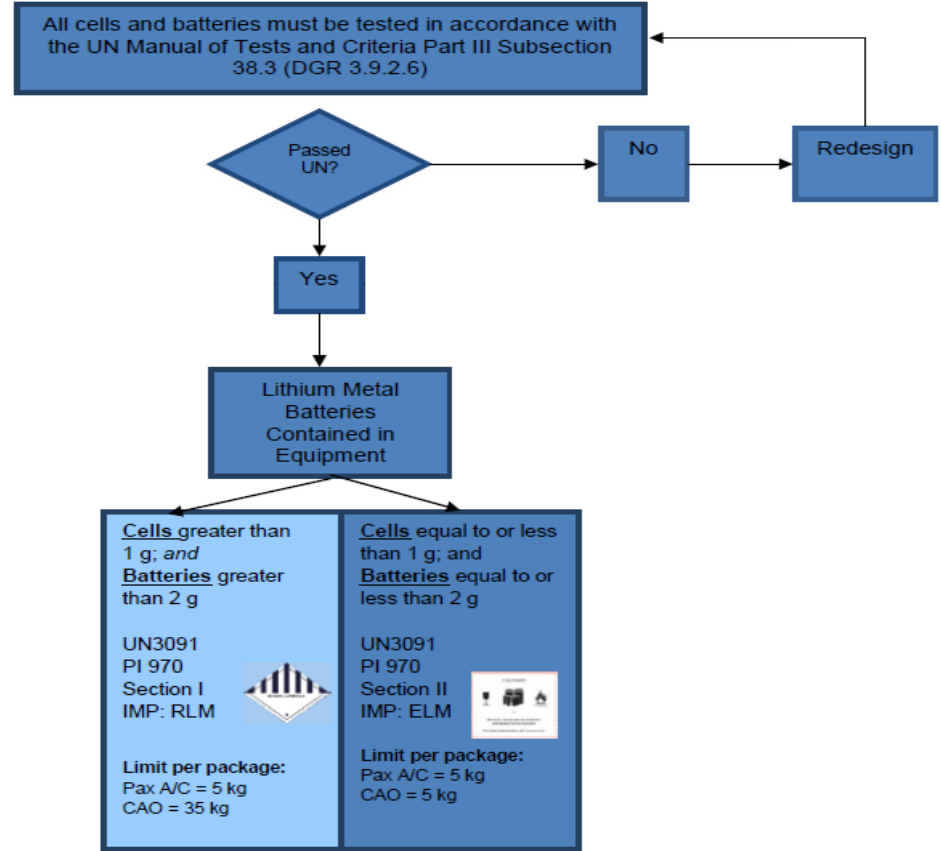 All cells and batteries must be tested in accordance with
the UN Manual of Tests and Criteria Part III Subsection
38.3 (DGR 3.9.2.6)
Passed
UN?
No
Redesign
Yes
Lithium Metal
Batteries
Contained in
Equipment
Cells greater than
1 g; and
Batteries greater
than 2 g
UN3091
PI 970
Section I
IMP: RLM
Limit per package:
Pax A/C = 5 kg
CAO = 35 kg
Cells equal to or less
than 1 g; and
Batteries equal to or
less than 2 g
UN3091
PI 970
Section II
IMP: ELM
Limit per package:
Pax A/C = 5 kg
CAO = 5 kg